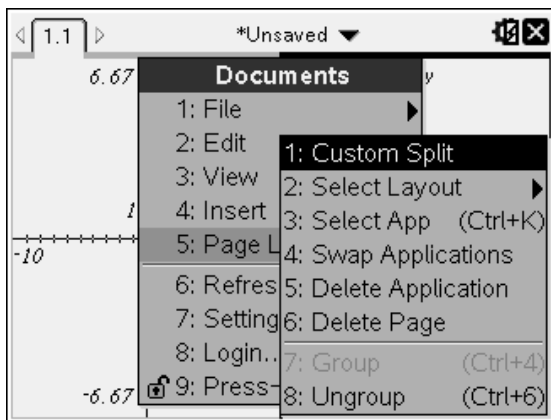 1.1 *Unsaved
6.67 Documents y
1: File
2: Edit
3: View
4: Insert
5: Page L
6: Refres
7: Setting
8: Login..
9: Press-
1: Custom Split
2: Select Layout
3: Select App (Ctrl+K)
4: Swap Applications
5: Delete Application
6: Delete Page
7: Group (Ctrl+4)
8: Ungroup (Ctrl+6)
1
-10
-6.67